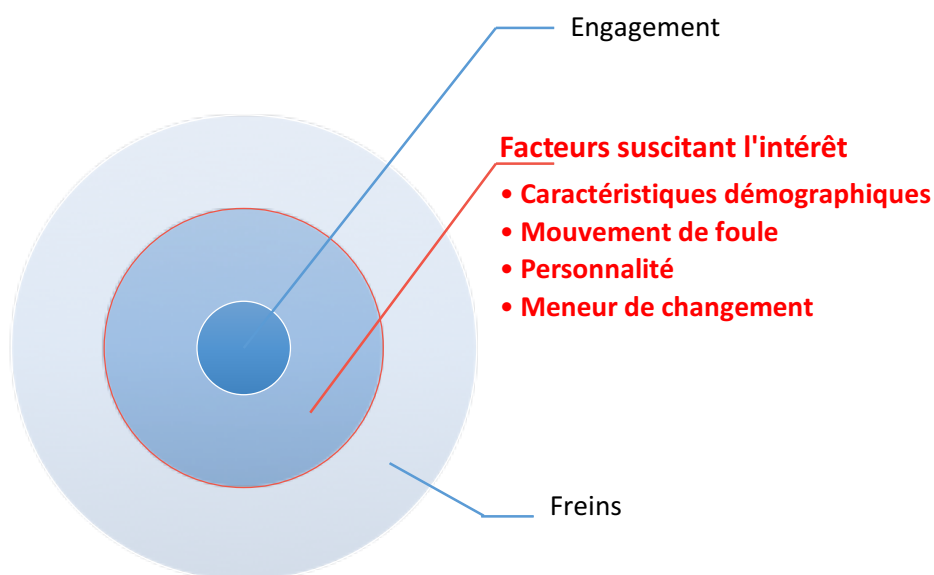 Engagement
Facteurs suscitant l'intérêt
• Caractéristiques démographiques
• Mouvement de foule
• Personnalité
• Meneur de changement
Freins